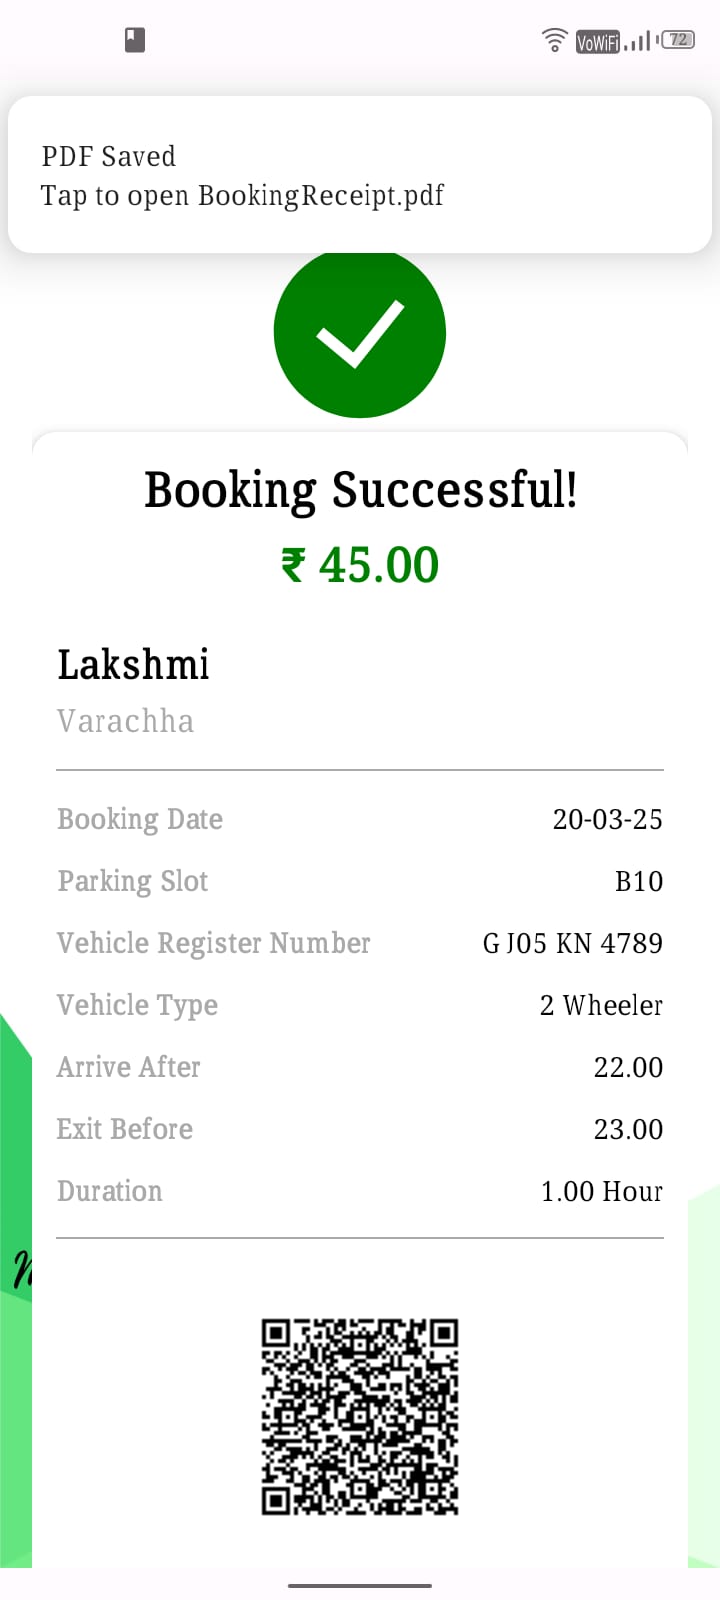 VoWiFi 72
PDF Saved
Tap to open BookingReceipt.pdf
Booking Successful!
₹ 45.00
Lakshmi
Varachha
Booking Date 20-03-25
Parking Slot B10
Vehicle Register Number GJ05 KN 4789
Vehicle Type 2 Wheeler
Arrive After 22.00
Exit Before 23.00
Duration 1.00 Hour